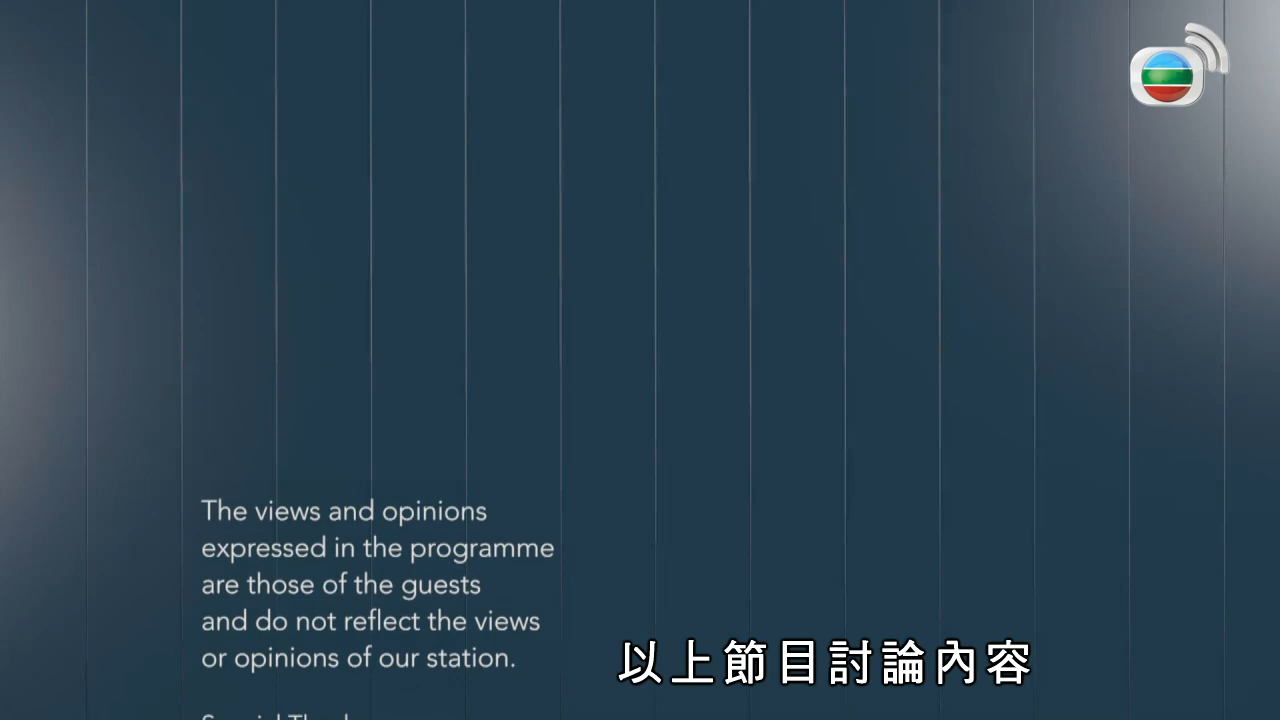 The views and opinions
expressed in the programme
are those of the guests
and do not reflect the views
or opinions of our station.
以上節目討論內容